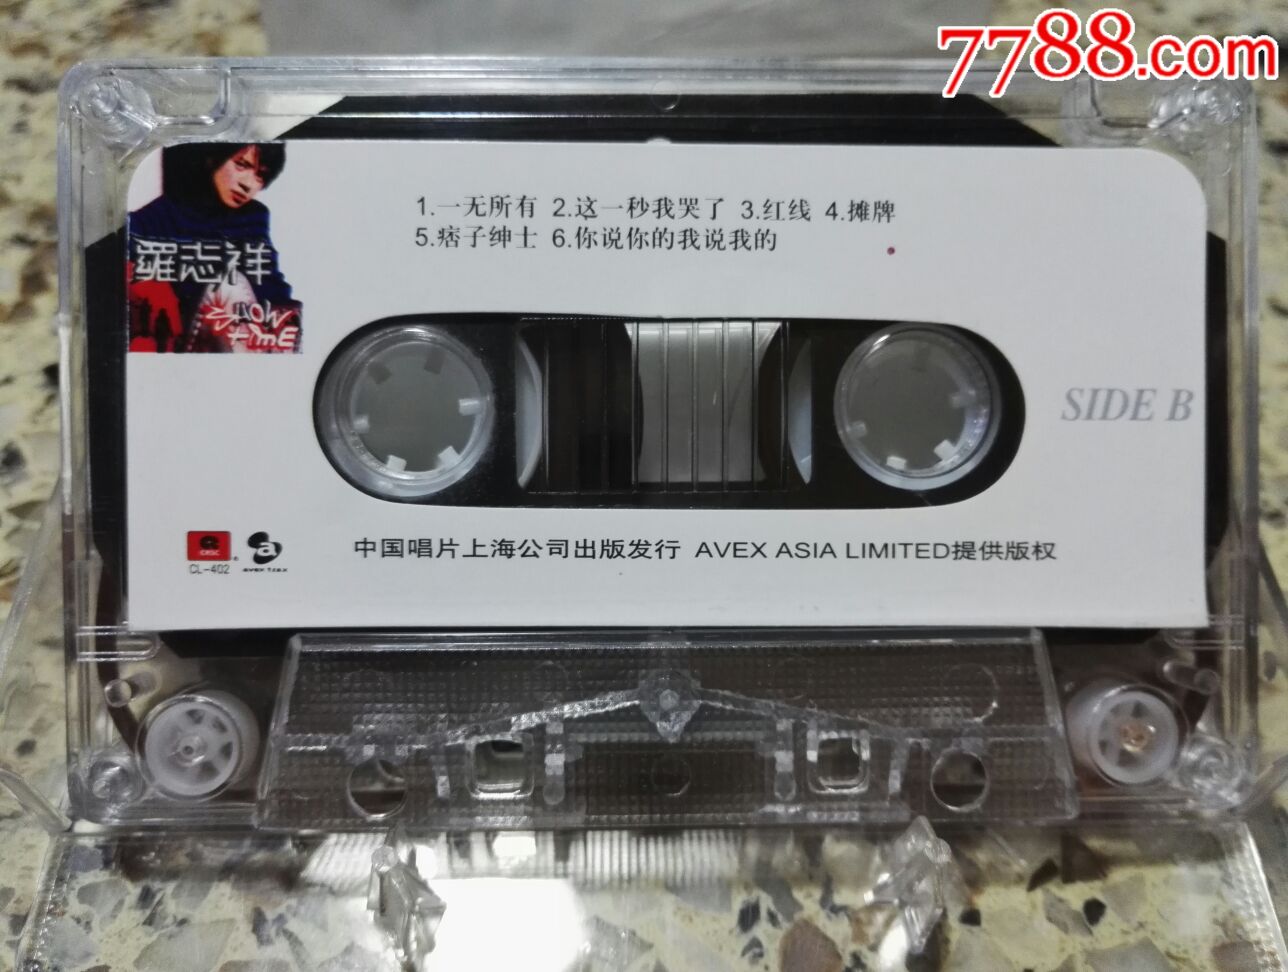 7788.com
1.一无所有 2.这一秒我哭了 3.红线 4.摊牌
5.痞子绅士 6.你说你的我说我的
羅志祥
SHOW
TIME
SIDE B
CL-402
avex trax
中国唱片上海公司出版发行 AVEX ASIA LIMITED提供版权